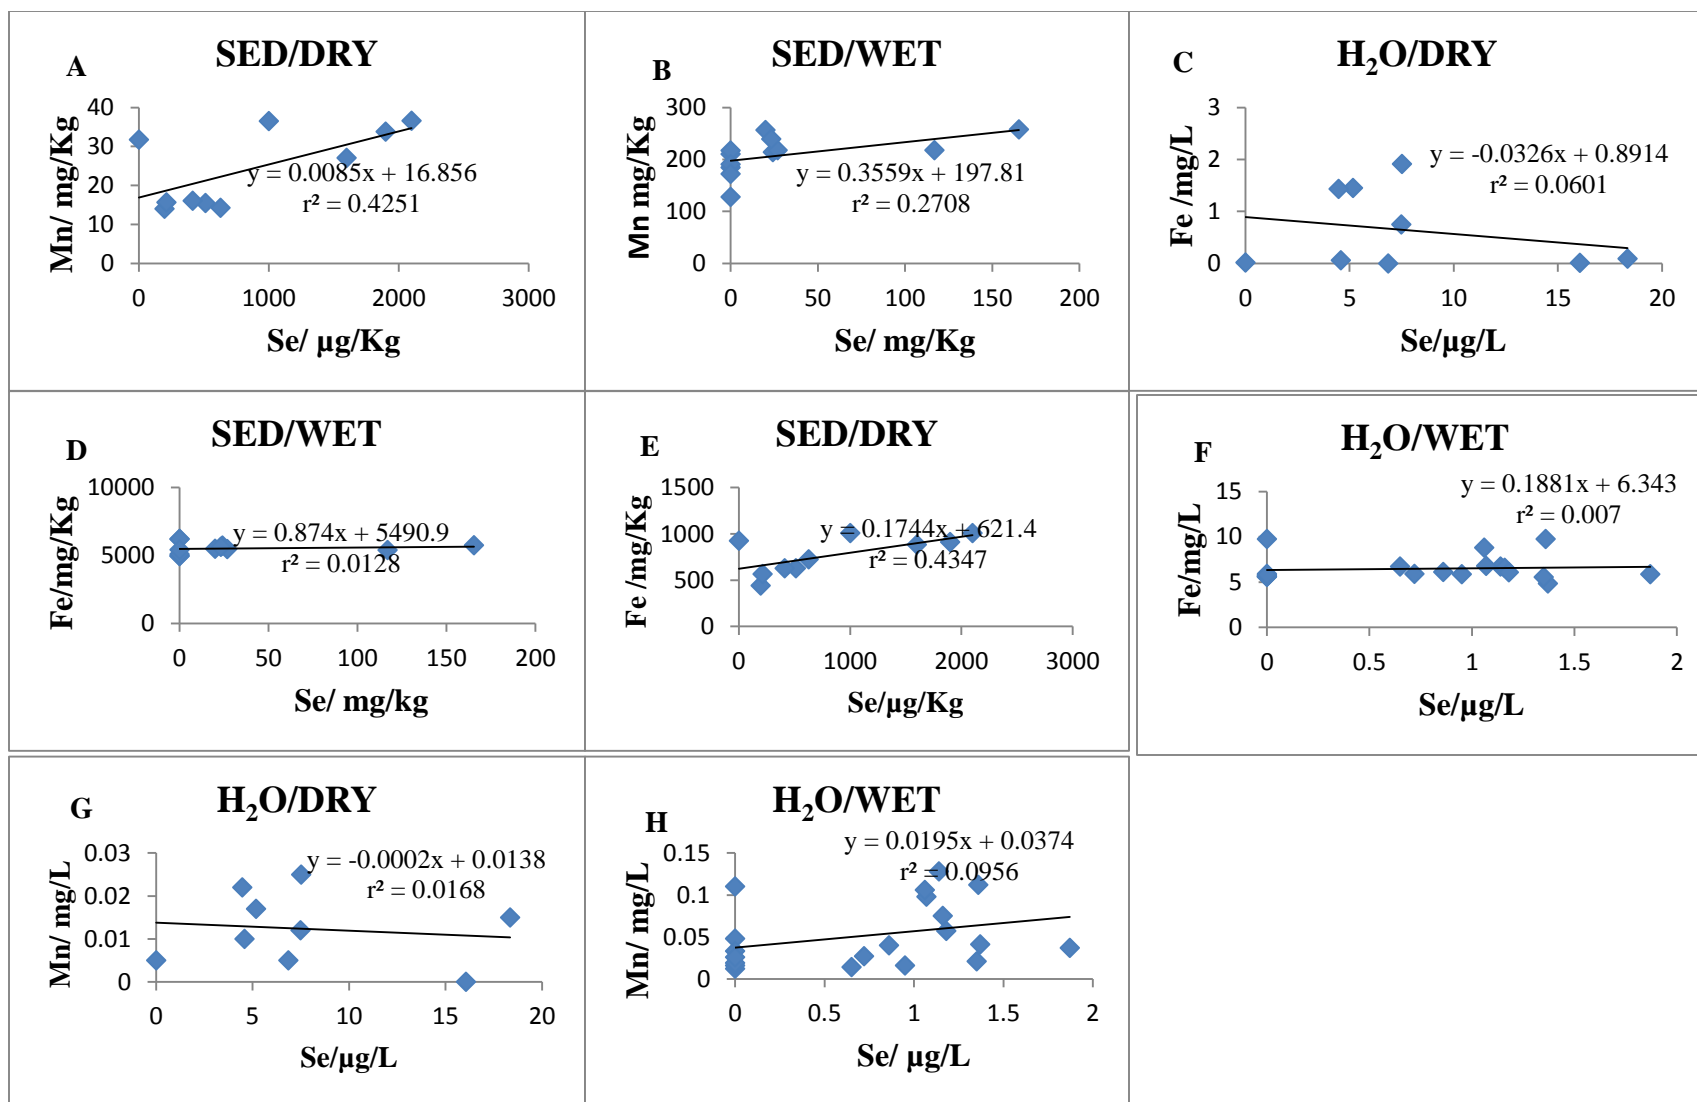 A
SED/DRY
Mn/ mg/Kg
40
30
20
10
0
y = 0.0085x + 16.856
r² = 0.4251
0 1000 2000 3000
Se/ µg/Kg
B
SED/WET
Mn mg/Kg
300
200
100
0
y = 0.3559x + 197.81
r² = 0.2708
0 50 100 150 200
Se/ mg/Kg
C
H₂O/DRY
Fe /mg/L
3
2
1
0
y = -0.0326x + 0.8914
r² = 0.0601
0 5 10 15 20
Se/µg/L
D
SED/WET
Fe/mg/Kg
10000
5000
0
y = 0.874x + 5490.9
r² = 0.0128
0 50 100 150 200
Se/ mg/kg
E
SED/DRY
Fe /mg/Kg
1500
1000
500
0
y = 0.1744x + 621.4
r² = 0.4347
0 1000 2000 3000
Se/µg/Kg
F
H₂O/WET
Fe/mg/L
15
10
5
0
y = 0.1881x + 6.343
r² = 0.007
0 0.5 1 1.5 2
Se/µg/L
G
H₂O/DRY
Mn/ mg/L
0.03
0.02
0.01
0
y = -0.0002x + 0.0138
r² = 0.0168
0 5 10 15 20
Se/µg/L
H
H₂O/WET
Mn/ mg/L
0.15
0.1
0.05
0
y = 0.0195x + 0.0374
r² = 0.0956
0 0.5 1 1.5 2
Se/ µg/L